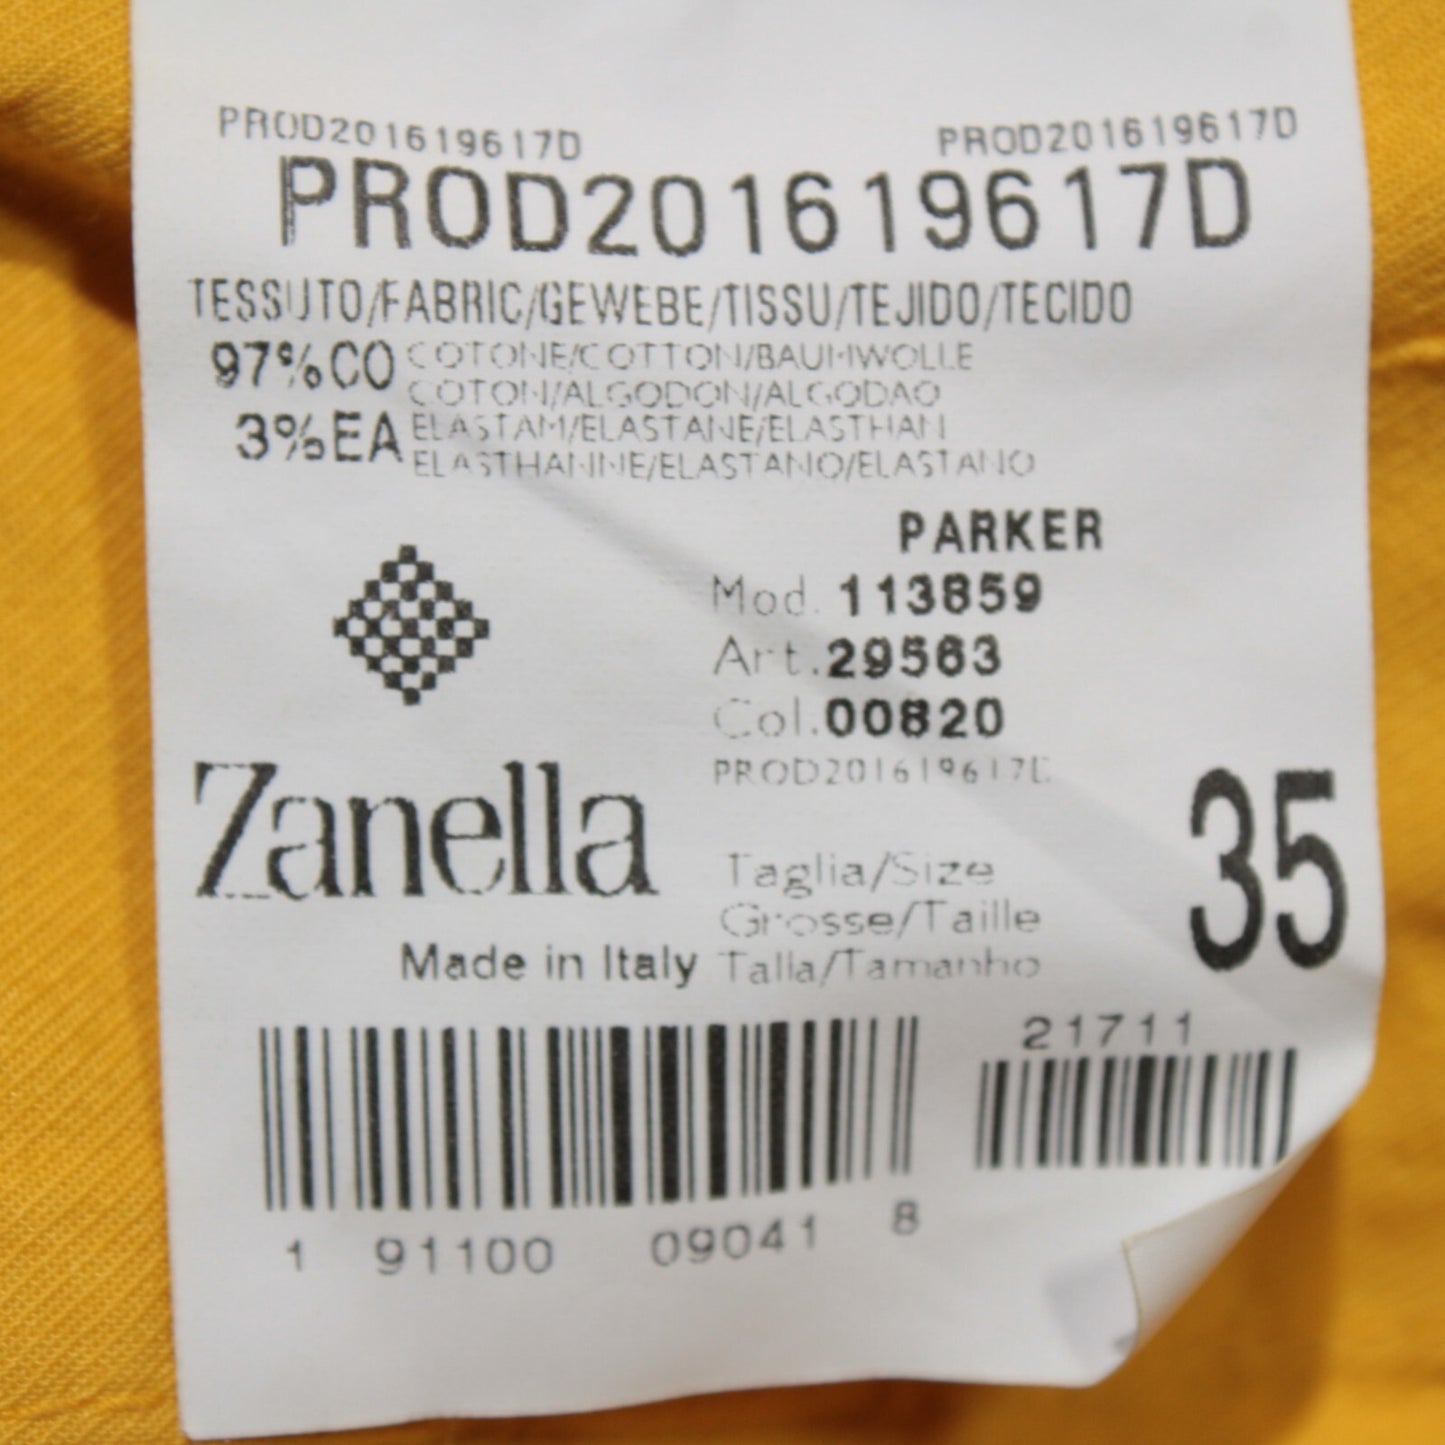 PROD201619617D PROD201619617D
PROD201619617D
TESSUTO/FABRIC/GEWEBE/TISSU/TEJIDO/TECIDO
97%CO COTONE/COTTON/BAUMWOLLE
COTON/ALGODON/ALGODAO
3%EA ELASTAM/ELASTANE/ELASTHAN
ELASTHANNE/ELASTANO/ELASTANO
PARKER
Mod. 113859
Art. 29563
Col. 00820
PROD201619617D
Zanella
Made in Italy
Taglia/Size
Grosse/Taille
Talla/Tamanho
35
21711
1 91100 09041 8